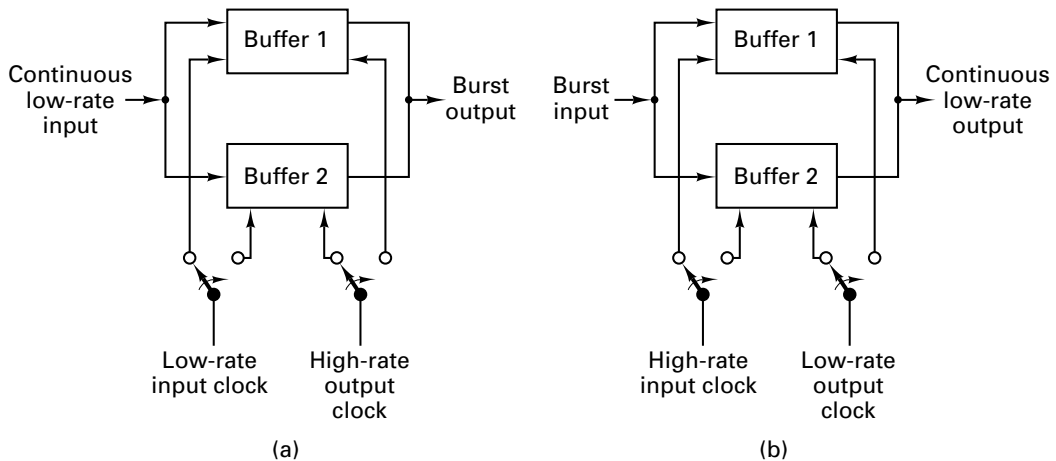 Buffer 1
Continuous
low-rate
input
Burst
output
Buffer 2
Low-rate
input clock
High-rate
output
clock
(a)
Buffer 1
Burst
input
Continuous
low-rate
output
Buffer 2
High-rate
input clock
Low-rate
output
clock
(b)